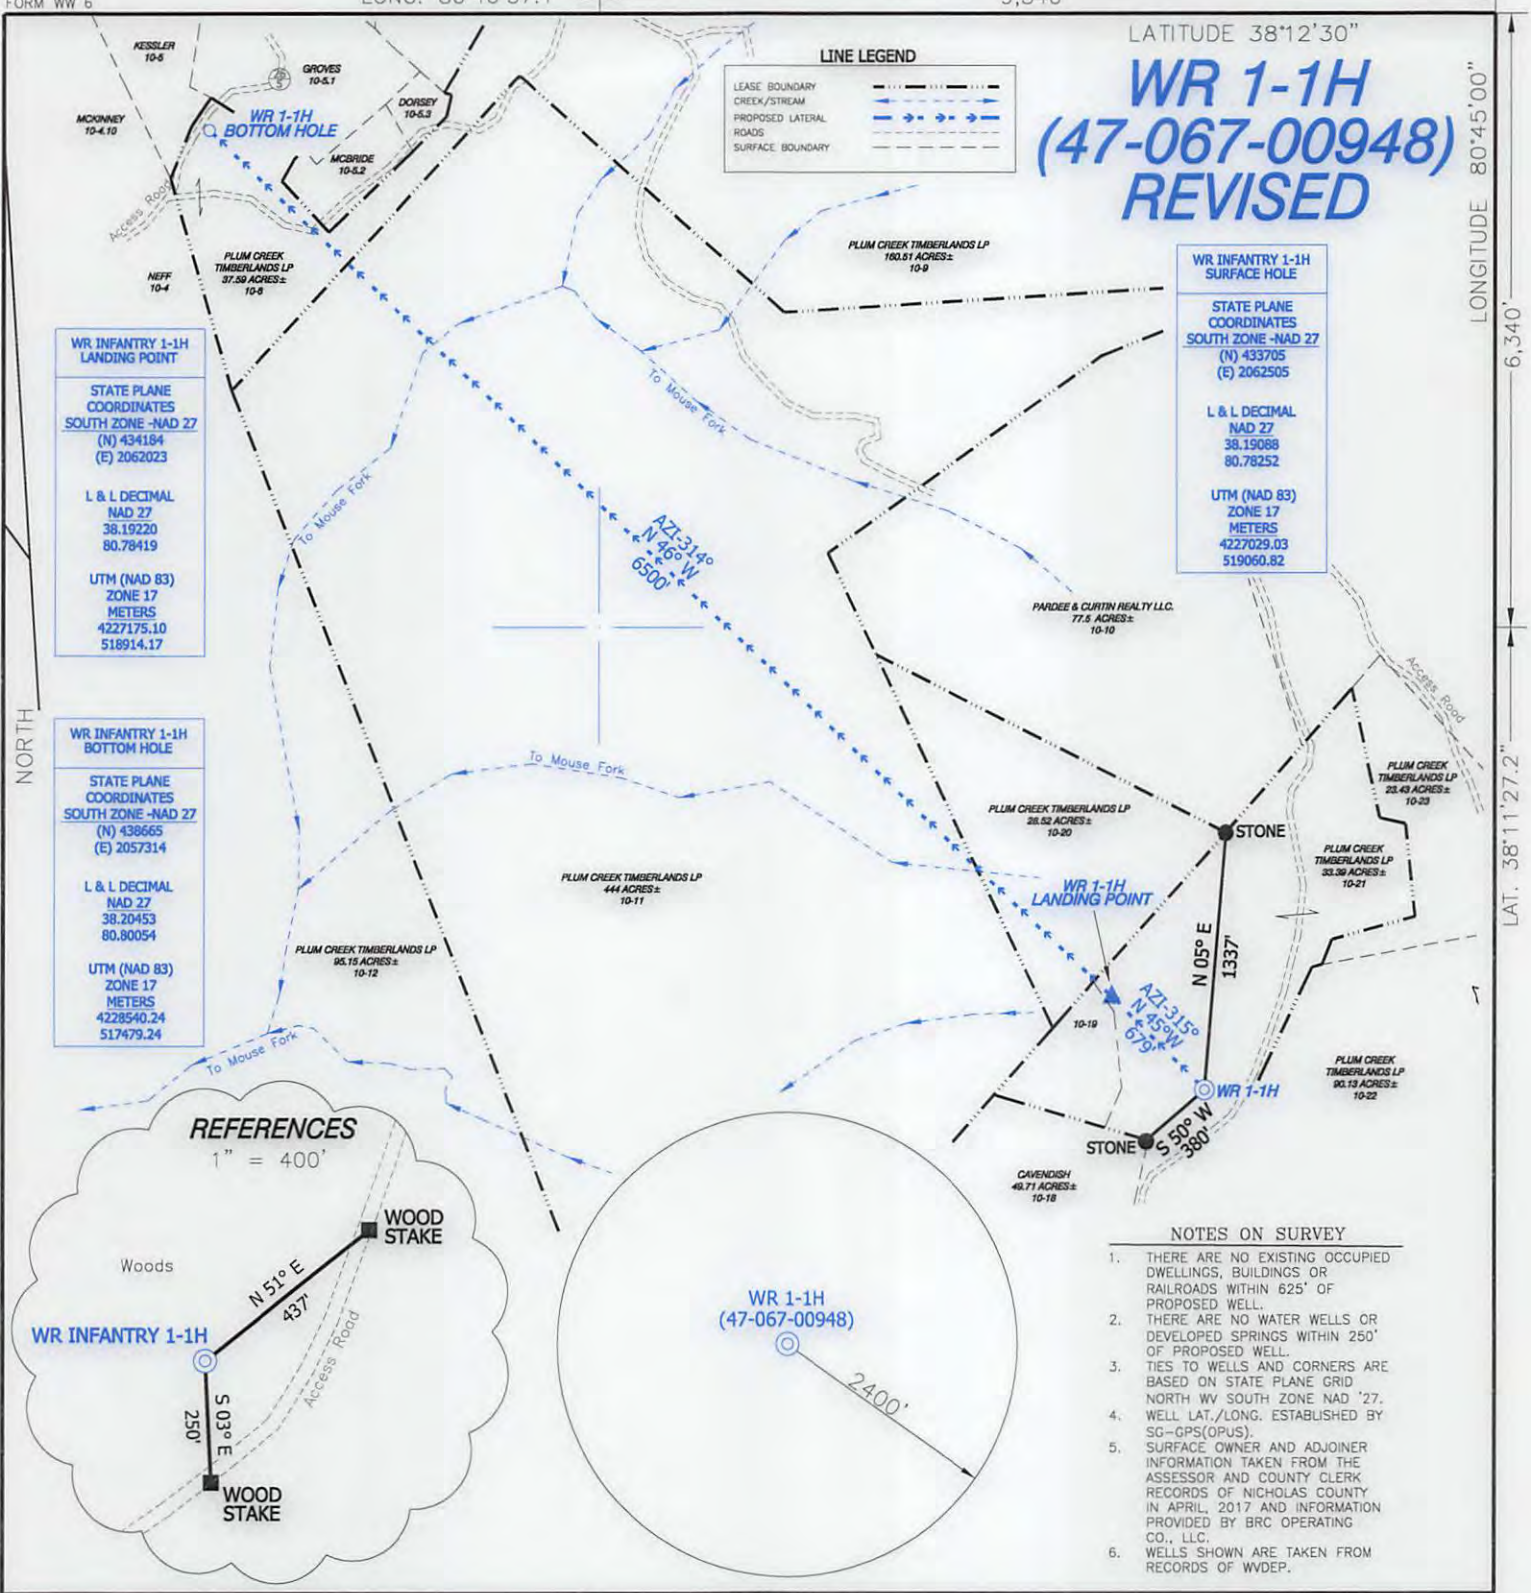 LATITUDE 38°12'30"
WR 1-1H
(47-067-00948)
REVISED
LONGITUDE 80°45'00"
6,340'
LAT. 38°11'27.2"
LINE LEGEND
LEASE BOUNDARY
CREEK/STREAM
PROPOSED LATERAL
ROADS
SURFACE BOUNDARY
KESSLER
10-5
GROVES
10-5.1
MCKINNEY
10-4.10
WR 1-1H
BOTTOM HOLE
DORSEY
10-5.3
MCBRIDE
10-5.2
Access Road
NEFF
10-4
PLUM CREEK
TIMBERLANDS LP
37.59 ACRES±
PLUM CREEK TIMBERLANDS LP
160.51 ACRES±
10-9
WR INFANTRY 1-1H
SURFACE HOLE
STATE PLANE
COORDINATES
SOUTH ZONE -NAD 27
(N) 433705
(E) 2062505
L & L DECIMAL
NAD 27
38.19088
80.78252
UTM (NAD 83)
ZONE 17
METERS
4227029.03
519060.82
WR INFANTRY 1-1H
LANDING POINT
STATE PLANE
COORDINATES
SOUTH ZONE -NAD 27
(N) 434184
(E) 2062023
L & L DECIMAL
NAD 27
38.19220
80.78419
UTM (NAD 83)
ZONE 17
METERS
4227175.10
518914.17
To Mouse Fork
To Mouse Fork
AZI-314°
N 46° W
6500'
PARDEE & CURTIN REALTY LLC.
77.5 ACRES±
10-10
Access Road
NORTH
WR INFANTRY 1-1H
BOTTOM HOLE
STATE PLANE
COORDINATES
SOUTH ZONE -NAD 27
(N) 438665
(E) 2057314
L & L DECIMAL
NAD 27
38.20453
80.80054
UTM (NAD 83)
ZONE 17
METERS
4228540.24
517479.24
To Mouse Fork
PLUM CREEK
TIMBERLANDS LP
23.43 ACRES±
10-23
PLUM CREEK TIMBERLANDS LP
28.52 ACRES±
10-20
STONE
PLUM CREEK
TIMBERLANDS LP
33.39 ACRES±
10-21
PLUM CREEK TIMBERLANDS LP
444 ACRES±
10-11
WR 1-1H
LANDING POINT
N 05° E
1337'
PLUM CREEK TIMBERLANDS LP
95.15 ACRES±
10-12
AZI-315°
N 45°W
679'
10-19
To Mouse Fork
PLUM CREEK
TIMBERLANDS LP
90.13 ACRES±
10-22
WR 1-1H
STONE
S 50° W
380'
CAVENDISH
49.71 ACRES±
10-18
REFERENCES
1" = 400'
Woods
WOOD
STAKE
N 51° E
437'
WR INFANTRY 1-1H
Access Road
S 03° E
250'
WOOD
STAKE
WR 1-1H
(47-067-00948)
2400'
NOTES ON SURVEY
1. THERE ARE NO EXISTING OCCUPIED
DWELLINGS, BUILDINGS OR
RAILROADS WITHIN 625' OF
PROPOSED WELL.
2. THERE ARE NO WATER WELLS OR
DEVELOPED SPRINGS WITHIN 250'
OF PROPOSED WELL.
3. TIES TO WELLS AND CORNERS ARE
BASED ON STATE PLANE GRID
NORTH WV SOUTH ZONE NAD '27.
4. WELL LAT./LONG. ESTABLISHED BY
SG-GPS(OPUS).
5. SURFACE OWNER AND ADJOINER
INFORMATION TAKEN FROM THE
ASSESSOR AND COUNTY CLERK
RECORDS OF NICHOLAS COUNTY
IN APRIL, 2017 AND INFORMATION
PROVIDED BY BRC OPERATING
CO., LLC.
6. WELLS SHOWN ARE TAKEN FROM
RECORDS OF WVDEP.